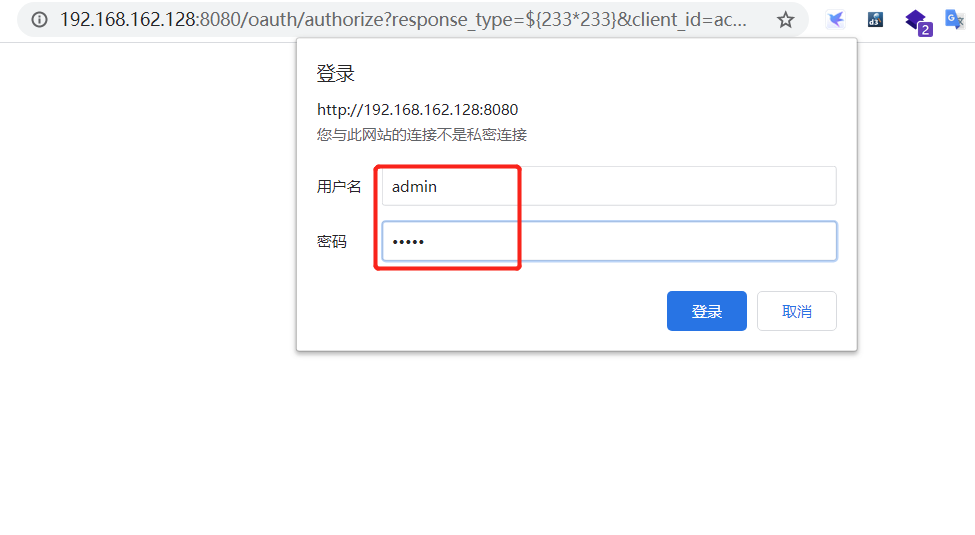 192.168.162.128:8080/oauth/authorize?response_type=${233*233}&client_id=ac...
d3
2
G
登录
http://192.168.162.128:8080
您与此网站的连接不是私密连接
用户名 admin
密码 •••••
登录 取消